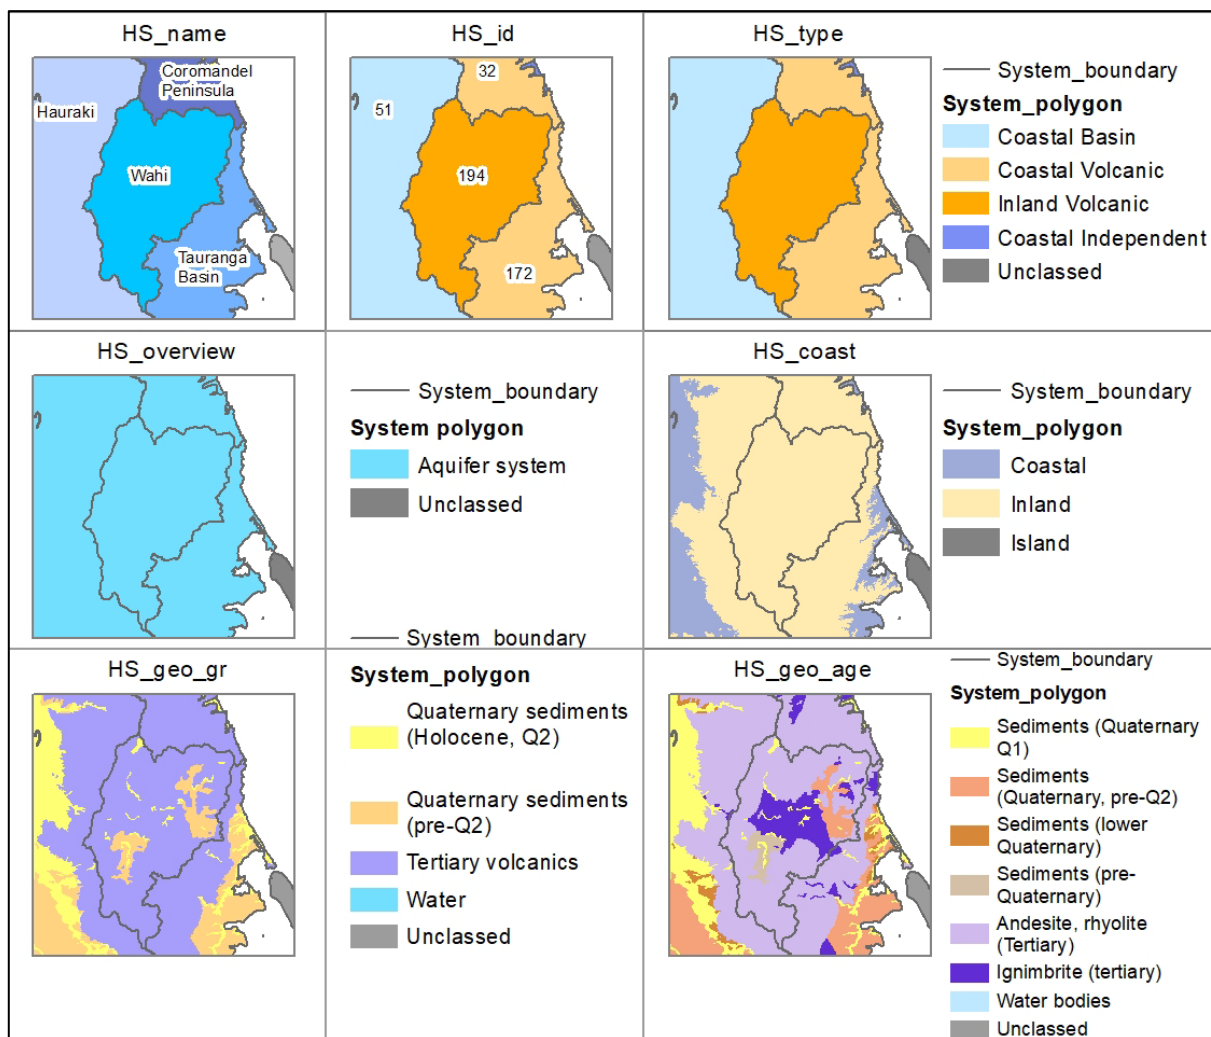 HS_name
Coromandel
Peninsula
Hauraki
Wahi
Tauranga
Basin
HS_id
32
51
194
172
HS_type
System_boundary
System_polygon
Coastal Basin
Coastal Volcanic
Inland Volcanic
Coastal Independent
Unclassed
HS_overview
System_boundary
System polygon
Aquifer system
Unclassed
HS_coast
System_boundary
System_polygon
Coastal
Inland
Island
HS_geo_gr
System_boundary
System_polygon
Quaternary sediments
(Holocene, Q2)
Quaternary sediments
(pre-Q2)
Tertiary volcanics
Water
Unclassed
HS_geo_age
System_boundary
System_polygon
Sediments (Quaternary
Q1)
Sediments
(Quaternary, pre-Q2)
Sediments (lower
Quaternary)
Sediments (pre-
Quaternary)
Andesite, rhyolite
(Tertiary)
Ignimbrite (tertiary)
Water bodies
Unclassed